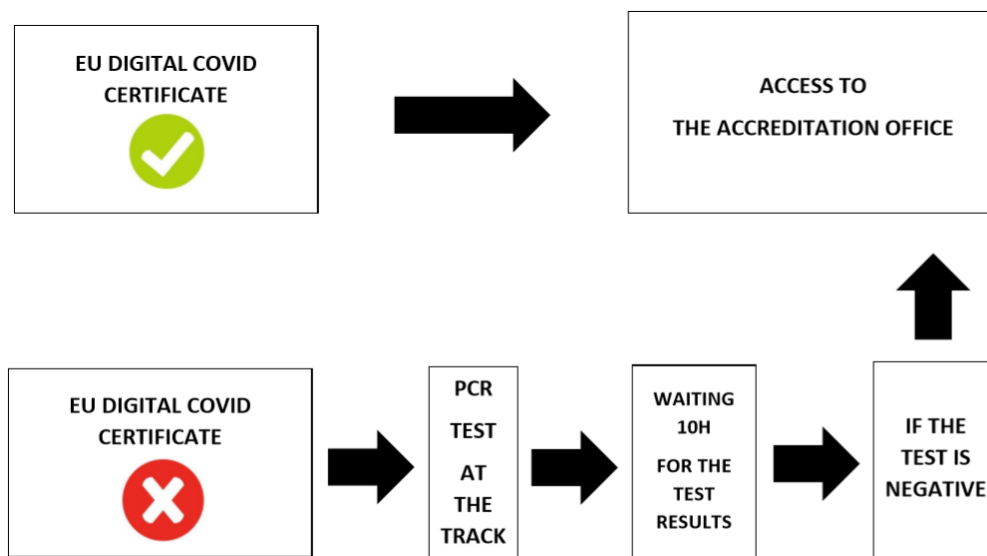 EU DIGITAL COVID
CERTIFICATE
ACCESS TO
THE ACCREDITATION OFFICE
EU DIGITAL COVID
CERTIFICATE
PCR
TEST
AT
THE
TRACK
WAITING
10H
FOR THE
TEST
RESULTS
IF THE
TEST IS
NEGATIVE